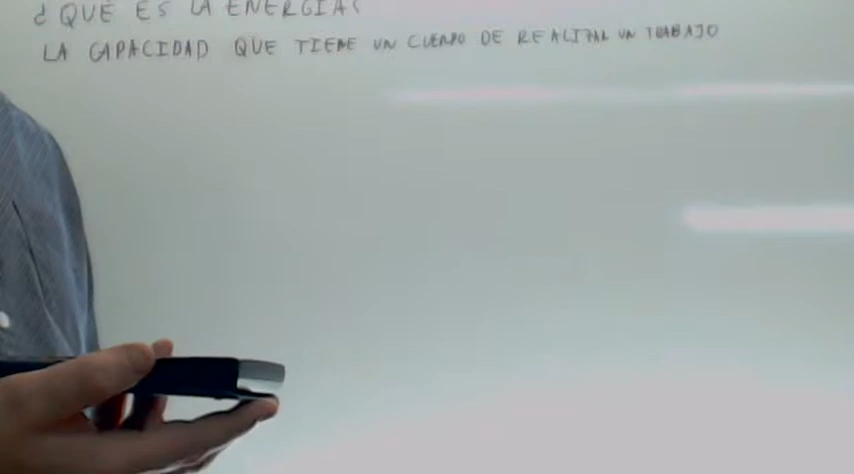 ¿QUÉ ES LA ENERGIA?
LA CAPACIDAD QUE TIENE UN CUERPO DE REALIZAR UN TRABAJO